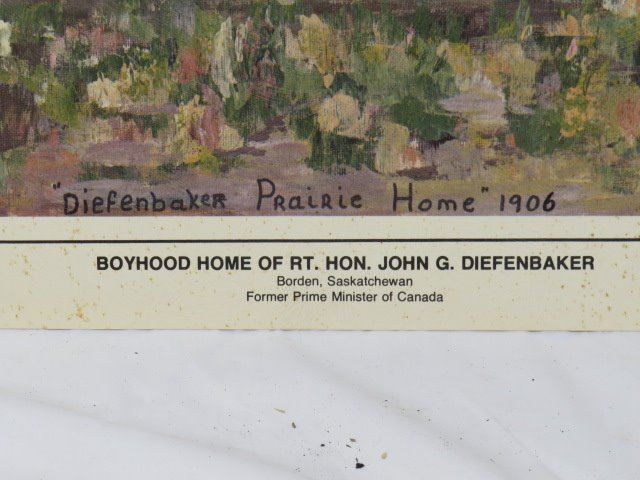 "Diefenbaker Prairie Home" 1906
BOYHOOD HOME OF RT. HON. JOHN G. DIEFENBAKER
Borden, Saskatchewan
Former Prime Minister of Canada